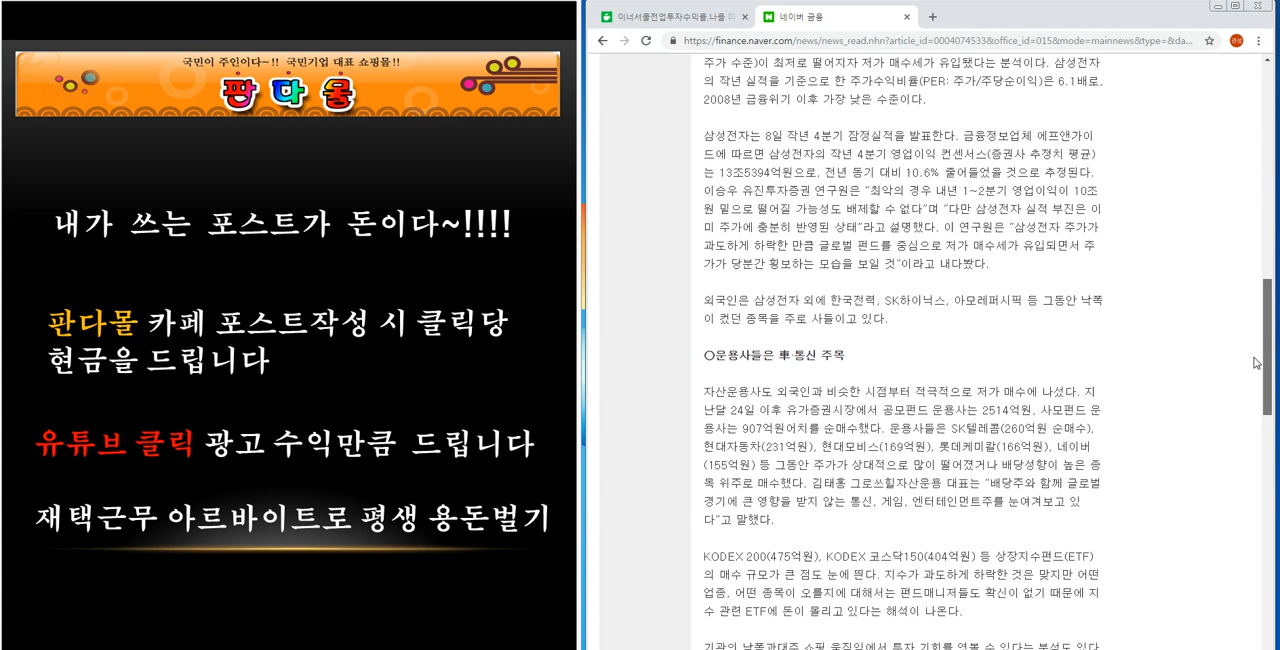 국민이 주인이다~!! 국민기업 대표 쇼핑몰!!
판다몰
내가 쓰는 포스트가 돈이다~!!!!
판다몰 카페 포스트작성 시 클릭당
현금을 드립니다
유튜브 클릭 광고 수익만큼 드립니다
재택근무 아르바이트로 평생 용돈벌기
이너서클전업투자수익률,나를
네이버 금융
https://finance.naver.com/news/news_read.nhn?article_id=0004074533&office_id=015&mode=mainnews&type=&da...
주가 수준)이 최저로 떨어지자 저가 매수세가 유입됐다는 분석이다. 삼성전자
의 작년 실적을 기준으로 한 주가수익비율(PER: 주가/주당순이익)은 6.1배로,
2008년 금융위기 이후 가장 낮은 수준이다.
삼성전자는 8일 작년 4분기 잠정실적을 발표한다. 금융정보업체 에프앤가이
드에 따르면 삼성전자의 작년 4분기 영업이익 컨센서스(증권사 추정치 평균)
는 13조5394억원으로, 전년 동기 대비 10.6% 줄어들었을 것으로 추정된다.
이승우 유진투자증권 연구원은 “최악의 경우 내년 1~2분기 영업이익이 10조
원 밑으로 떨어질 가능성도 배제할 수 없다”며 “다만 삼성전자 실적 부진은 이
미 주가에 충분히 반영된 상태”라고 설명했다. 이 연구원은 “삼성전자 주가가
과도하게 하락한 만큼 글로벌 펀드를 중심으로 저가 매수세가 유입되면서 주
가가 당분간 횡보하는 모습을 보일 것”이라고 내다봤다.
외국인은 삼성전자 외에 한국전력, SK하이닉스, 아모레퍼시픽 등 그동안 낙폭
이 컸던 종목을 주로 사들이고 있다.
○운용사들은 車·통신 주목
자산운용사도 외국인과 비슷한 시점부터 적극적으로 저가 매수에 나섰다. 지
난달 24일 이후 유가증권시장에서 공모펀드 운용사는 2514억원, 사모펀드 운
용사는 907억원어치를 순매수했다. 운용사들은 SK텔레콤(260억원 순매수),
현대자동차(231억원), 현대모비스(169억원), 롯데케미칼(166억원), 네이버
(155억원) 등 그동안 주가가 상대적으로 많이 떨어졌거나 배당성향이 높은 종
목 위주로 매수했다. 김태홍 그로쓰힐자산운용 대표는 “배당주와 함께 글로벌
경기에 큰 영향을 받지 않는 통신, 게임, 엔터테인먼트주를 눈여겨보고 있
다”고 말했다.
KODEX 200(475억원), KODEX 코스닥150(404억원) 등 상장지수펀드(ETF)
의 매수 규모가 큰 점도 눈에 띈다. 지수가 과도하게 하락한 것은 맞지만 어떤
업종, 어떤 종목이 오를지에 대해서는 펀드매니저들도 확신이 없기 때문에 지
수 관련 ETF에 돈이 몰리고 있다는 해석이 나온다.